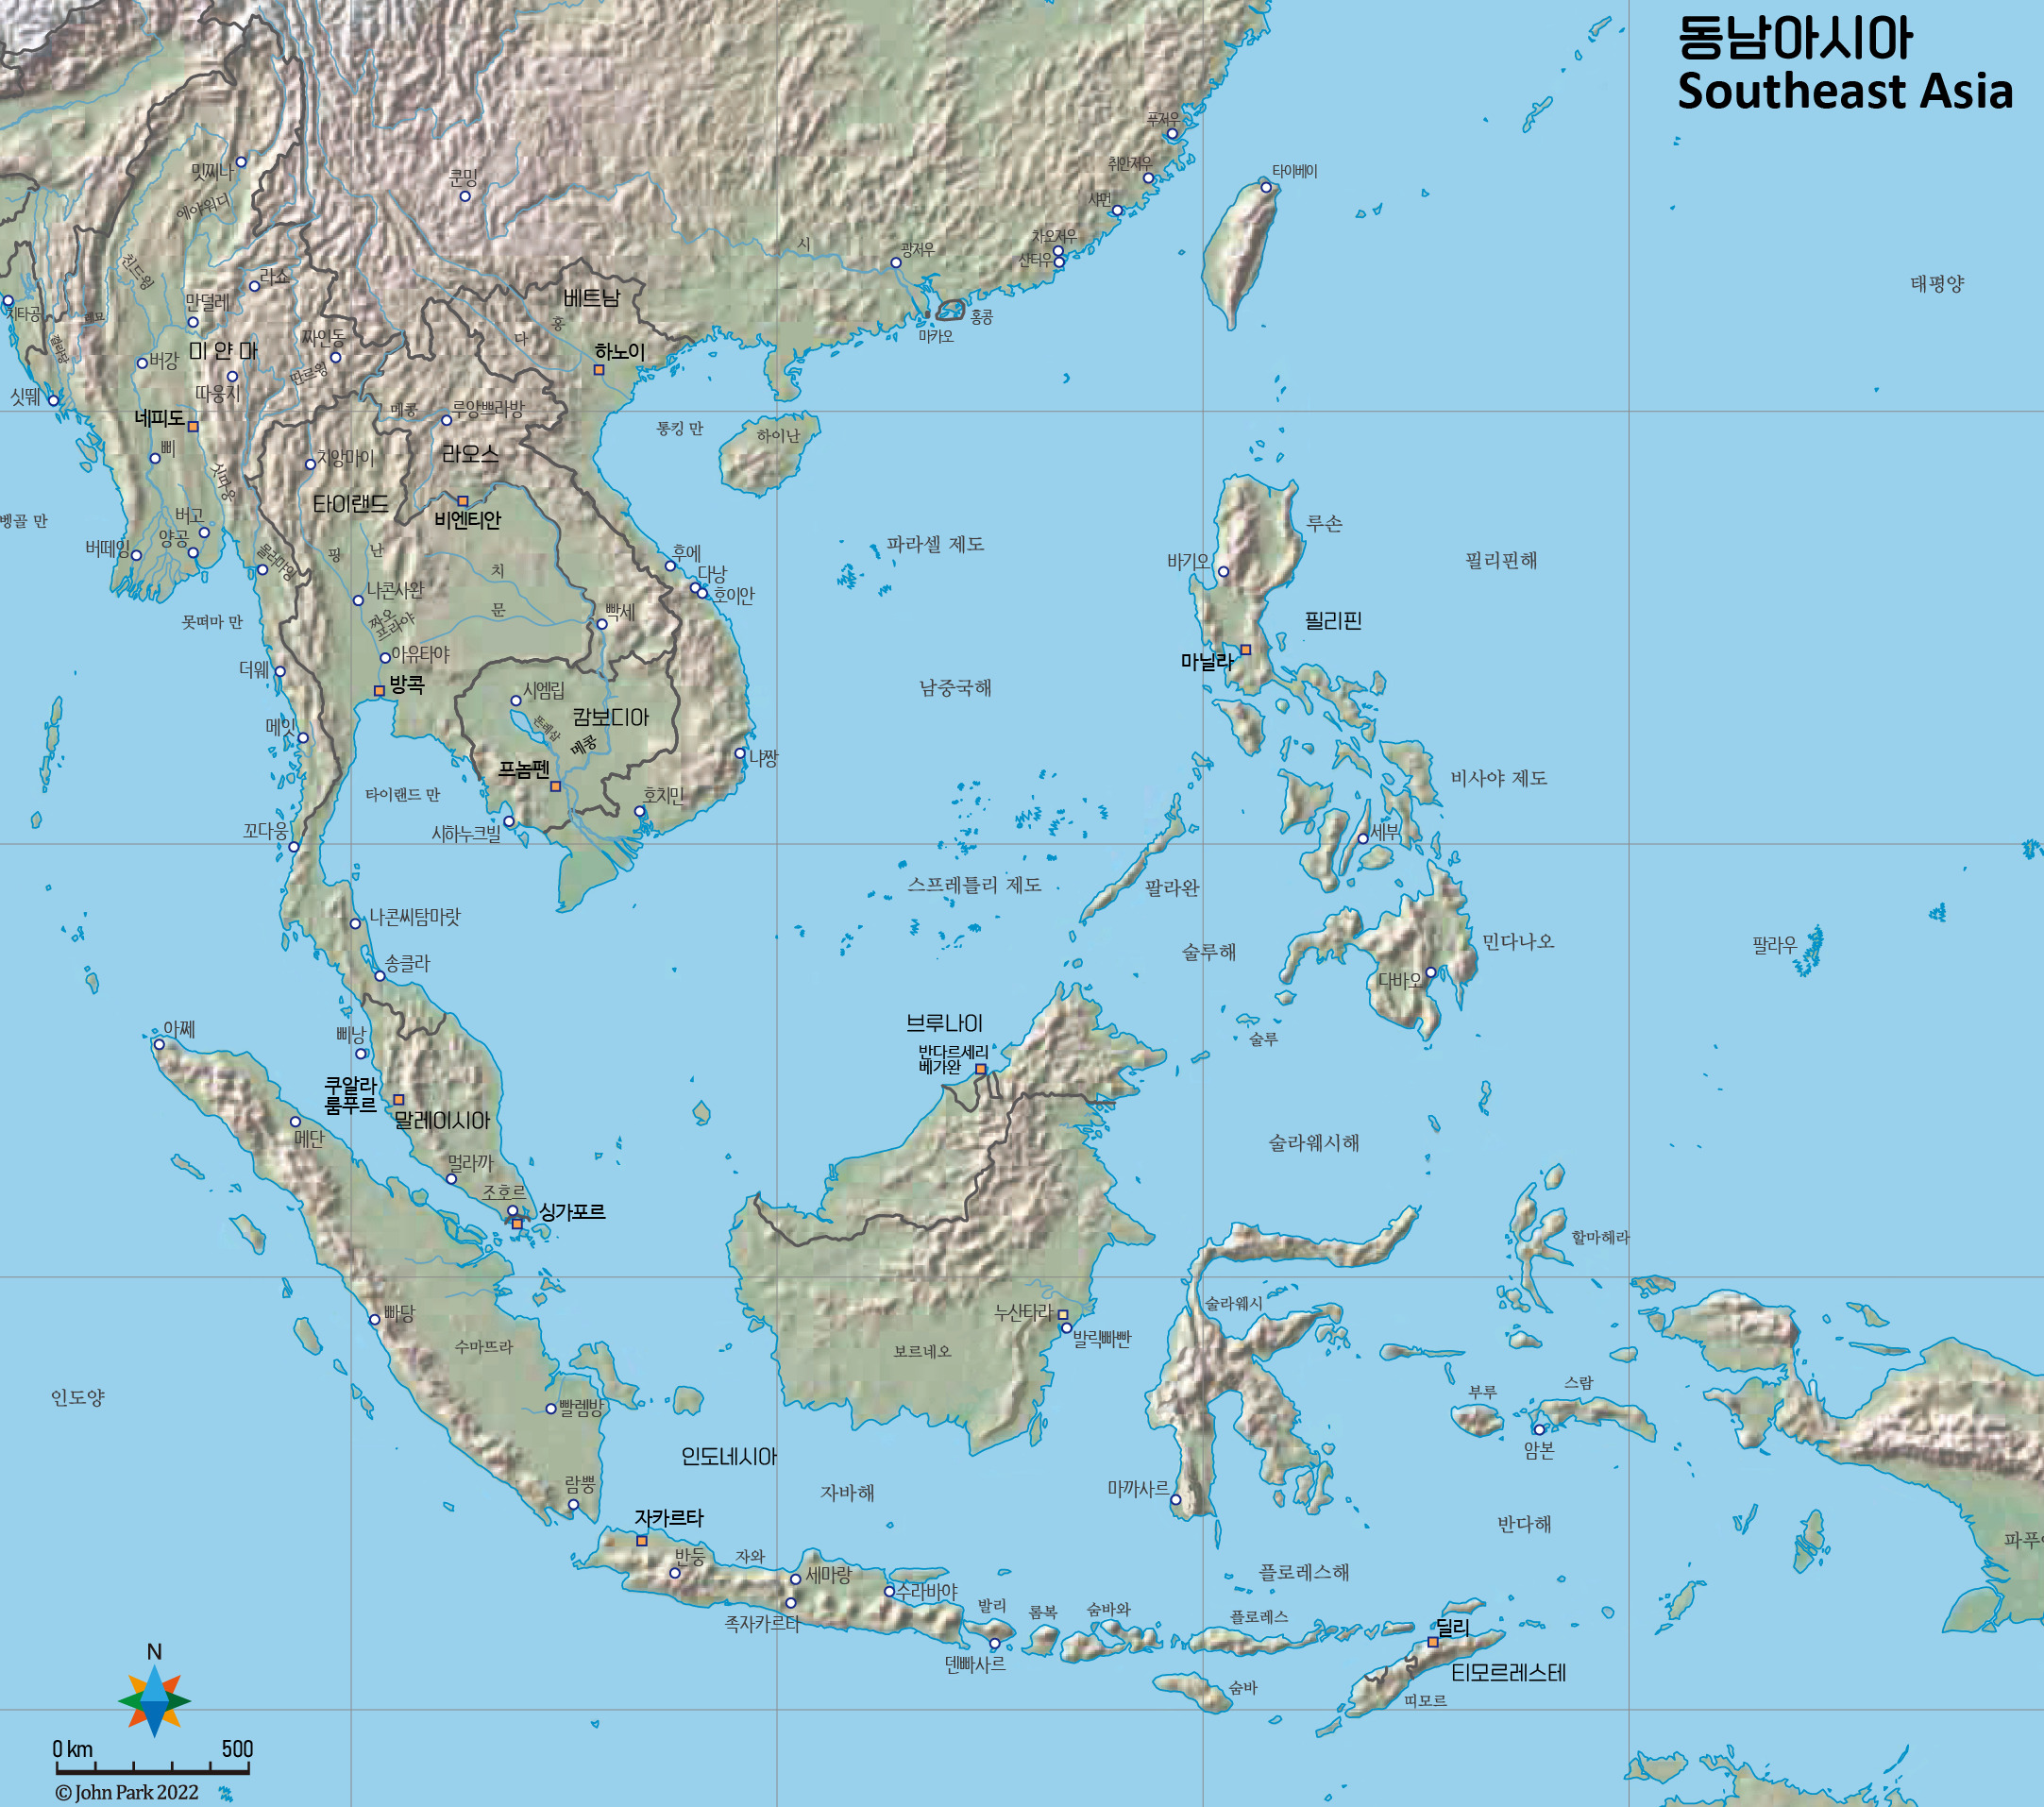 동남아시아
Southeast Asia
푸저우
취안저우
샤먼
타이베이
밋찌나
쿤밍
에야워디
차오저우
산터우
시
광저우
친드윙
라쇼
베트남
태평양
치타공
레묘
만덜레
홍
다
홍콩
마카오
짜인동
버강
미얀마
하노이
딴르윙
싯뛔
따웅지
메콩
루앙쁘라방
네피도
통킹 만
하이난
삐
치앙마이
라오스
싯따웅
타이랜드
비엔티안
벵골 만
버고
양공
버떼잉
몰러마잉
핑
난
치
후에
파라셀 제도
루손
바기오
필리핀해
다낭
호이안
나콘사완
문
빡세
못뗘마 만
짜오
프라야
필리핀
아유타야
마닐라
더웨
방콕
시엠립
남중국해
돈레삽
메콩
캄보디아
메잇
냐짱
프놈펜
비사야 제도
타이랜드 만
호치민
시하누크빌
꼬다웅
세부
스프레틀리 제도
팔라완
나콘씨탐마랏
술루해
민다나오
팔라우
송클라
다바오
아쩨
삐낭
브루나이
반다르세리
베가완
술루
쿠알라
룸푸르
말레이시아
메단
술라웨시해
멀라까
조호르
싱가포르
할마헤라
빠당
누산타라
술라웨시
발릭빠빤
수마뜨라
보르네오
인도양
부루
스람
빨렘방
암본
인도네시아
람뿡
자바해
마까사르
자카르타
반다해
파푸아
반둥
자와
세마랑
플로레스해
수라바야
족자카르타
발리
롬복
숨바와
플로레스
딜리
덴빠사르
티모르레스테
숨바
띠모르
N
0 km 500
© John Park 2022